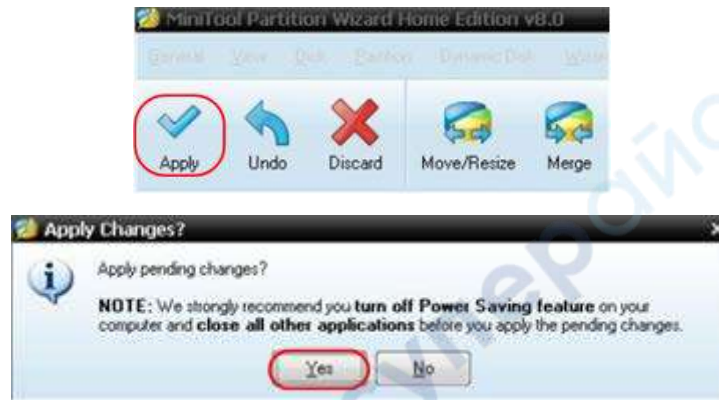 MiniTool Partition Wizard Home Edition v8.0
General View Disk Partition Dynamic Disk
Apply Undo Discard Move/Resize Merge
Apply Changes?
Apply pending changes?
NOTE: We strongly recommend you turn off Power Saving feature on your
computer and close all other applications before you apply the pending changes.
Yes No